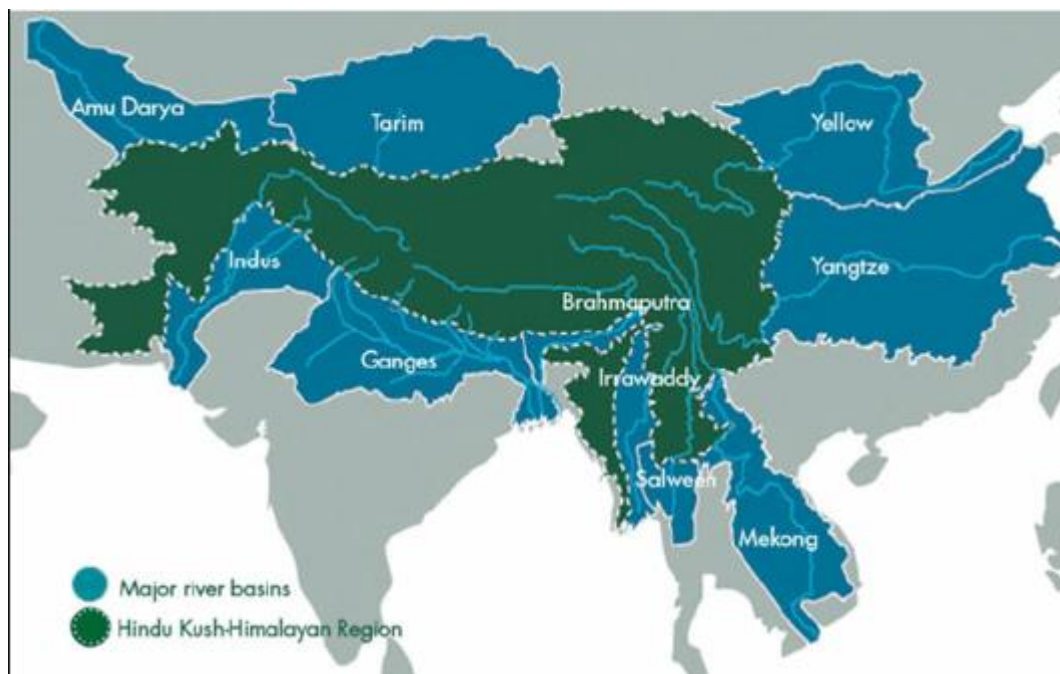 Amu Darya
Tarim
Yellow
Indus
Yangtze
Brahmaputra
Ganges
Irrawaddy
Salween
Mekong
Major river basins
Hindu Kush-Himalayan Region